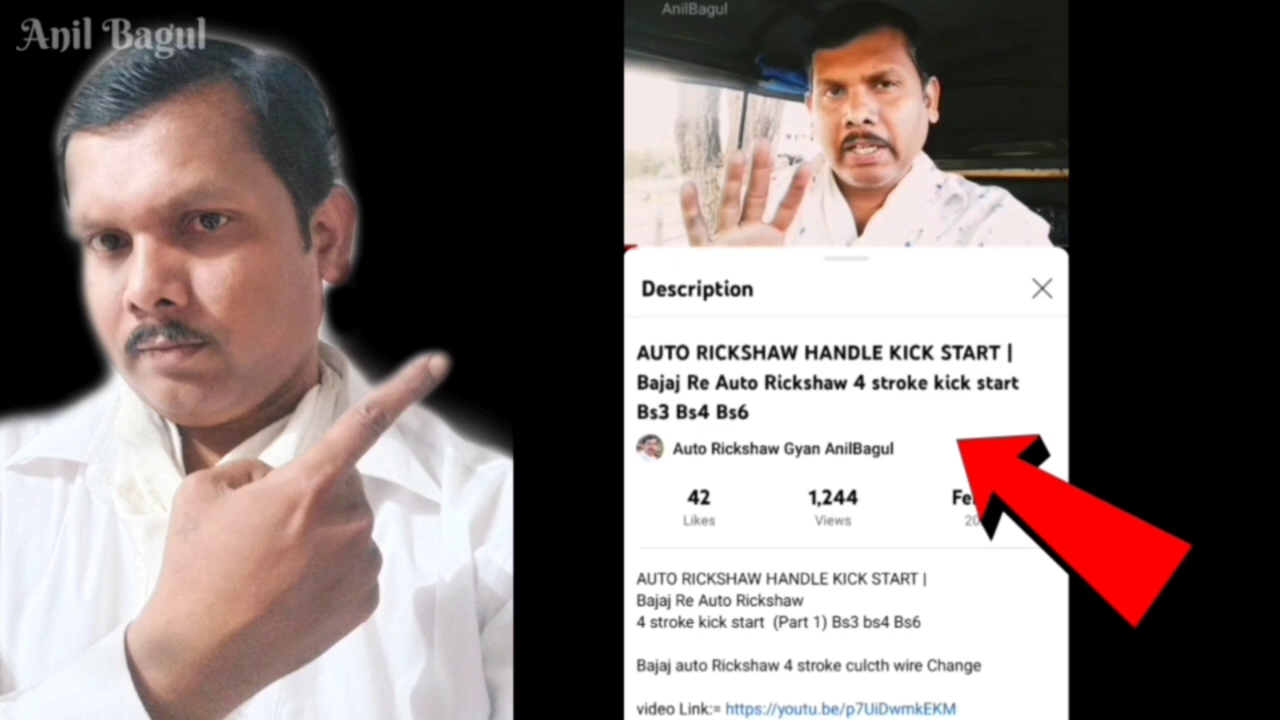 Anil Bagul
AnilBagul
Description
AUTO RICKSHAW HANDLE KICK START |
Bajaj Re Auto Rickshaw 4 stroke kick start
Bs3 Bs4 Bs6
Auto Rickshaw Gyan AnilBagul
42 1,244
Likes Views
AUTO RICKSHAW HANDLE KICK START |
Bajaj Re Auto Rickshaw
4 stroke kick start (Part 1) Bs3 bs4 Bs6
Bajaj auto Rickshaw 4 stroke culcth wire Change
video Link:= https://youtu.be/p7UiDwmkEKM